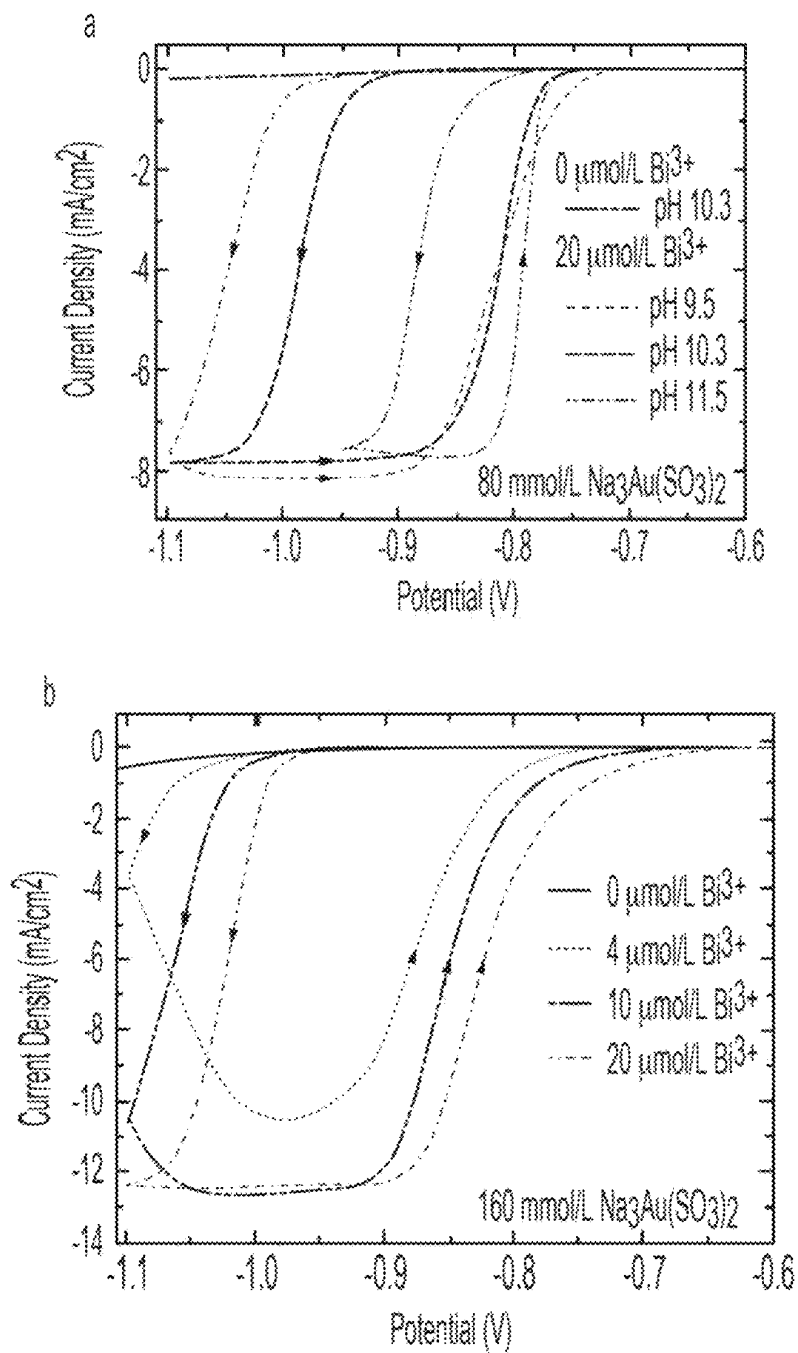 a
0
-2
-4
-6
-8
Current Density (mA/cm2)
0 μmol/L Bi3+
pH 10.3
20 μmol/L Bi3+
pH 9.5
pH 10.3
pH 11.5
80 mmol/L Na3Au(SO3)2
-1.1 -1.0 -0.9 -0.8 -0.7 -0.6
Potential (V)
b
0
-2
-4
-6
-8
-10
-12
-14
Current Density (mA/cm2)
0 μmol/L Bi3+
4 μmol/L Bi3+
10 μmol/L Bi3+
20 μmol/L Bi3+
160 mmol/L Na3Au(SO3)2
-1.1 -1.0 -0.9 -0.8 -0.7 -0.6
Potential (V)